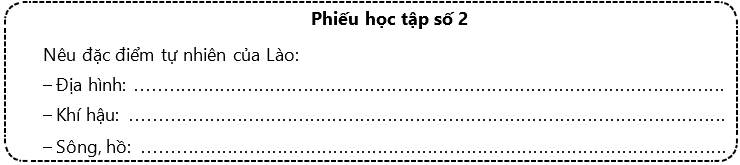 Phiếu học tập số 2
Nêu đặc điểm tự nhiên của Lào:
– Địa hình: ……………………………………………………………………………………
– Khí hậu: ……………………………………………………………………………………
– Sông, hồ: ……………………………………………………………………………………